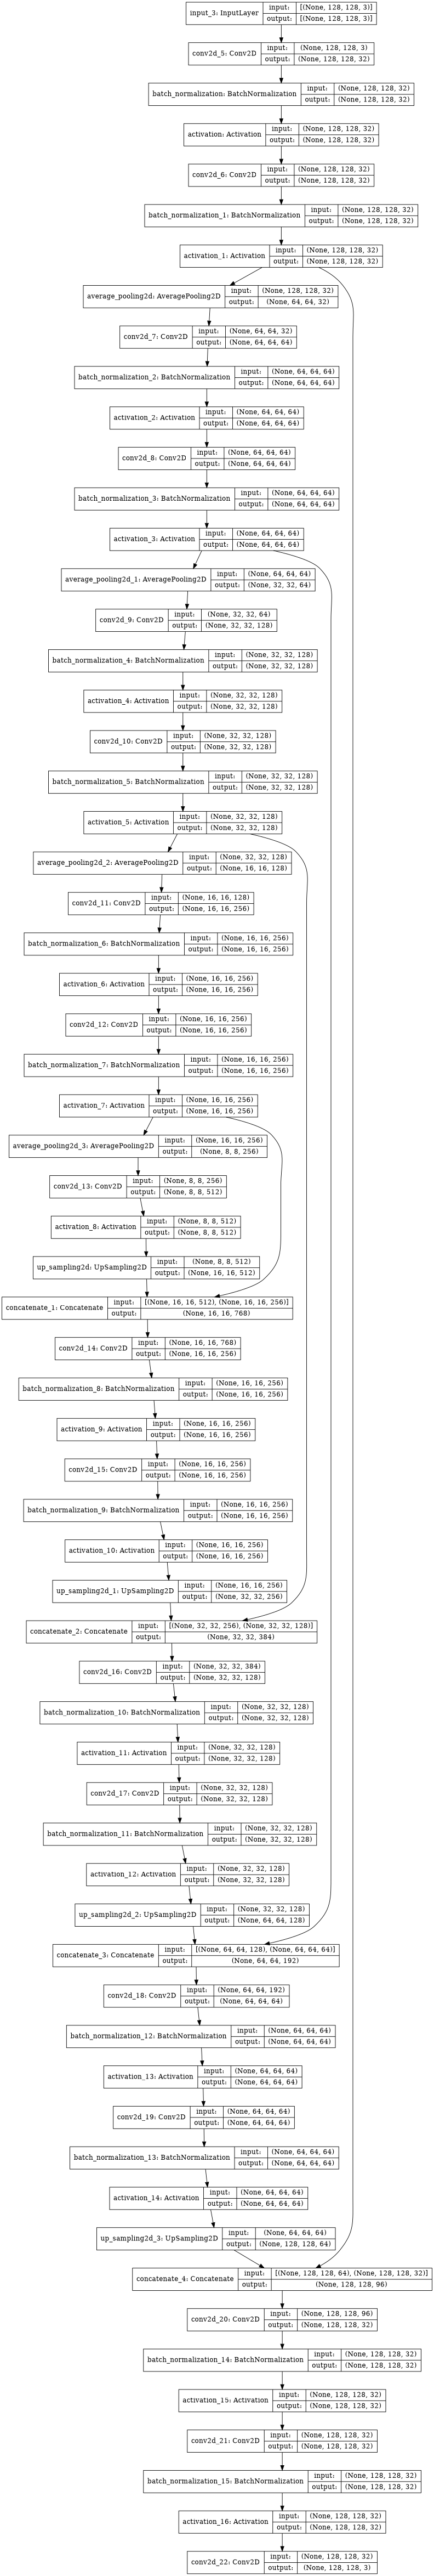 input_3: InputLayer
input: [(None, 128, 128, 3)]
output: [(None, 128, 128, 3)]
conv2d_5: Conv2D
input: (None, 128, 128, 3)
output: (None, 128, 128, 32)
batch_normalization: BatchNormalization
input: (None, 128, 128, 32)
output: (None, 128, 128, 32)
activation: Activation
input: (None, 128, 128, 32)
output: (None, 128, 128, 32)
conv2d_6: Conv2D
input: (None, 128, 128, 32)
output: (None, 128, 128, 32)
batch_normalization_1: BatchNormalization
input: (None, 128, 128, 32)
output: (None, 128, 128, 32)
activation_1: Activation
input: (None, 128, 128, 32)
output: (None, 128, 128, 32)
average_pooling2d: AveragePooling2D
input: (None, 128, 128, 32)
output: (None, 64, 64, 32)
conv2d_7: Conv2D
input: (None, 64, 64, 32)
output: (None, 64, 64, 64)
batch_normalization_2: BatchNormalization
input: (None, 64, 64, 64)
output: (None, 64, 64, 64)
activation_2: Activation
input: (None, 64, 64, 64)
output: (None, 64, 64, 64)
conv2d_8: Conv2D
input: (None, 64, 64, 64)
output: (None, 64, 64, 64)
batch_normalization_3: BatchNormalization
input: (None, 64, 64, 64)
output: (None, 64, 64, 64)
activation_3: Activation
input: (None, 64, 64, 64)
output: (None, 64, 64, 64)
average_pooling2d_1: AveragePooling2D
input: (None, 64, 64, 64)
output: (None, 32, 32, 64)
conv2d_9: Conv2D
input: (None, 32, 32, 64)
output: (None, 32, 32, 128)
batch_normalization_4: BatchNormalization
input: (None, 32, 32, 128)
output: (None, 32, 32, 128)
activation_4: Activation
input: (None, 32, 32, 128)
output: (None, 32, 32, 128)
conv2d_10: Conv2D
input: (None, 32, 32, 128)
output: (None, 32, 32, 128)
batch_normalization_5: BatchNormalization
input: (None, 32, 32, 128)
output: (None, 32, 32, 128)
activation_5: Activation
input: (None, 32, 32, 128)
output: (None, 32, 32, 128)
average_pooling2d_2: AveragePooling2D
input: (None, 32, 32, 128)
output: (None, 16, 16, 128)
conv2d_11: Conv2D
input: (None, 16, 16, 128)
output: (None, 16, 16, 256)
batch_normalization_6: BatchNormalization
input: (None, 16, 16, 256)
output: (None, 16, 16, 256)
activation_6: Activation
input: (None, 16, 16, 256)
output: (None, 16, 16, 256)
conv2d_12: Conv2D
input: (None, 16, 16, 256)
output: (None, 16, 16, 256)
batch_normalization_7: BatchNormalization
input: (None, 16, 16, 256)
output: (None, 16, 16, 256)
activation_7: Activation
input: (None, 16, 16, 256)
output: (None, 16, 16, 256)
average_pooling2d_3: AveragePooling2D
input: (None, 16, 16, 256)
output: (None, 8, 8, 256)
conv2d_13: Conv2D
input: (None, 8, 8, 256)
output: (None, 8, 8, 512)
activation_8: Activation
input: (None, 8, 8, 512)
output: (None, 8, 8, 512)
up_sampling2d: UpSampling2D
input: (None, 8, 8, 512)
output: (None, 16, 16, 512)
concatenate_1: Concatenate
input: [(None, 16, 16, 512), (None, 16, 16, 256)]
output: (None, 16, 16, 768)
conv2d_14: Conv2D
input: (None, 16, 16, 768)
output: (None, 16, 16, 256)
batch_normalization_8: BatchNormalization
input: (None, 16, 16, 256)
output: (None, 16, 16, 256)
activation_9: Activation
input: (None, 16, 16, 256)
output: (None, 16, 16, 256)
conv2d_15: Conv2D
input: (None, 16, 16, 256)
output: (None, 16, 16, 256)
batch_normalization_9: BatchNormalization
input: (None, 16, 16, 256)
output: (None, 16, 16, 256)
activation_10: Activation
input: (None, 16, 16, 256)
output: (None, 16, 16, 256)
up_sampling2d_1: UpSampling2D
input: (None, 16, 16, 256)
output: (None, 32, 32, 256)
concatenate_2: Concatenate
input: [(None, 32, 32, 256), (None, 32, 32, 128)]
output: (None, 32, 32, 384)
conv2d_16: Conv2D
input: (None, 32, 32, 384)
output: (None, 32, 32, 128)
batch_normalization_10: BatchNormalization
input: (None, 32, 32, 128)
output: (None, 32, 32, 128)
activation_11: Activation
input: (None, 32, 32, 128)
output: (None, 32, 32, 128)
conv2d_17: Conv2D
input: (None, 32, 32, 128)
output: (None, 32, 32, 128)
batch_normalization_11: BatchNormalization
input: (None, 32, 32, 128)
output: (None, 32, 32, 128)
activation_12: Activation
input: (None, 32, 32, 128)
output: (None, 32, 32, 128)
up_sampling2d_2: UpSampling2D
input: (None, 32, 32, 128)
output: (None, 64, 64, 128)
concatenate_3: Concatenate
input: [(None, 64, 64, 128), (None, 64, 64, 64)]
output: (None, 64, 64, 192)
conv2d_18: Conv2D
input: (None, 64, 64, 192)
output: (None, 64, 64, 64)
batch_normalization_12: BatchNormalization
input: (None, 64, 64, 64)
output: (None, 64, 64, 64)
activation_13: Activation
input: (None, 64, 64, 64)
output: (None, 64, 64, 64)
conv2d_19: Conv2D
input: (None, 64, 64, 64)
output: (None, 64, 64, 64)
batch_normalization_13: BatchNormalization
input: (None, 64, 64, 64)
output: (None, 64, 64, 64)
activation_14: Activation
input: (None, 64, 64, 64)
output: (None, 64, 64, 64)
up_sampling2d_3: UpSampling2D
input: (None, 64, 64, 64)
output: (None, 128, 128, 64)
concatenate_4: Concatenate
input: [(None, 128, 128, 64), (None, 128, 128, 32)]
output: (None, 128, 128, 96)
conv2d_20: Conv2D
input: (None, 128, 128, 96)
output: (None, 128, 128, 32)
batch_normalization_14: BatchNormalization
input: (None, 128, 128, 32)
output: (None, 128, 128, 32)
activation_15: Activation
input: (None, 128, 128, 32)
output: (None, 128, 128, 32)
conv2d_21: Conv2D
input: (None, 128, 128, 32)
output: (None, 128, 128, 32)
batch_normalization_15: BatchNormalization
input: (None, 128, 128, 32)
output: (None, 128, 128, 32)
activation_16: Activation
input: (None, 128, 128, 32)
output: (None, 128, 128, 32)
conv2d_22: Conv2D
input: (None, 128, 128, 32)
output: (None, 128, 128, 3)